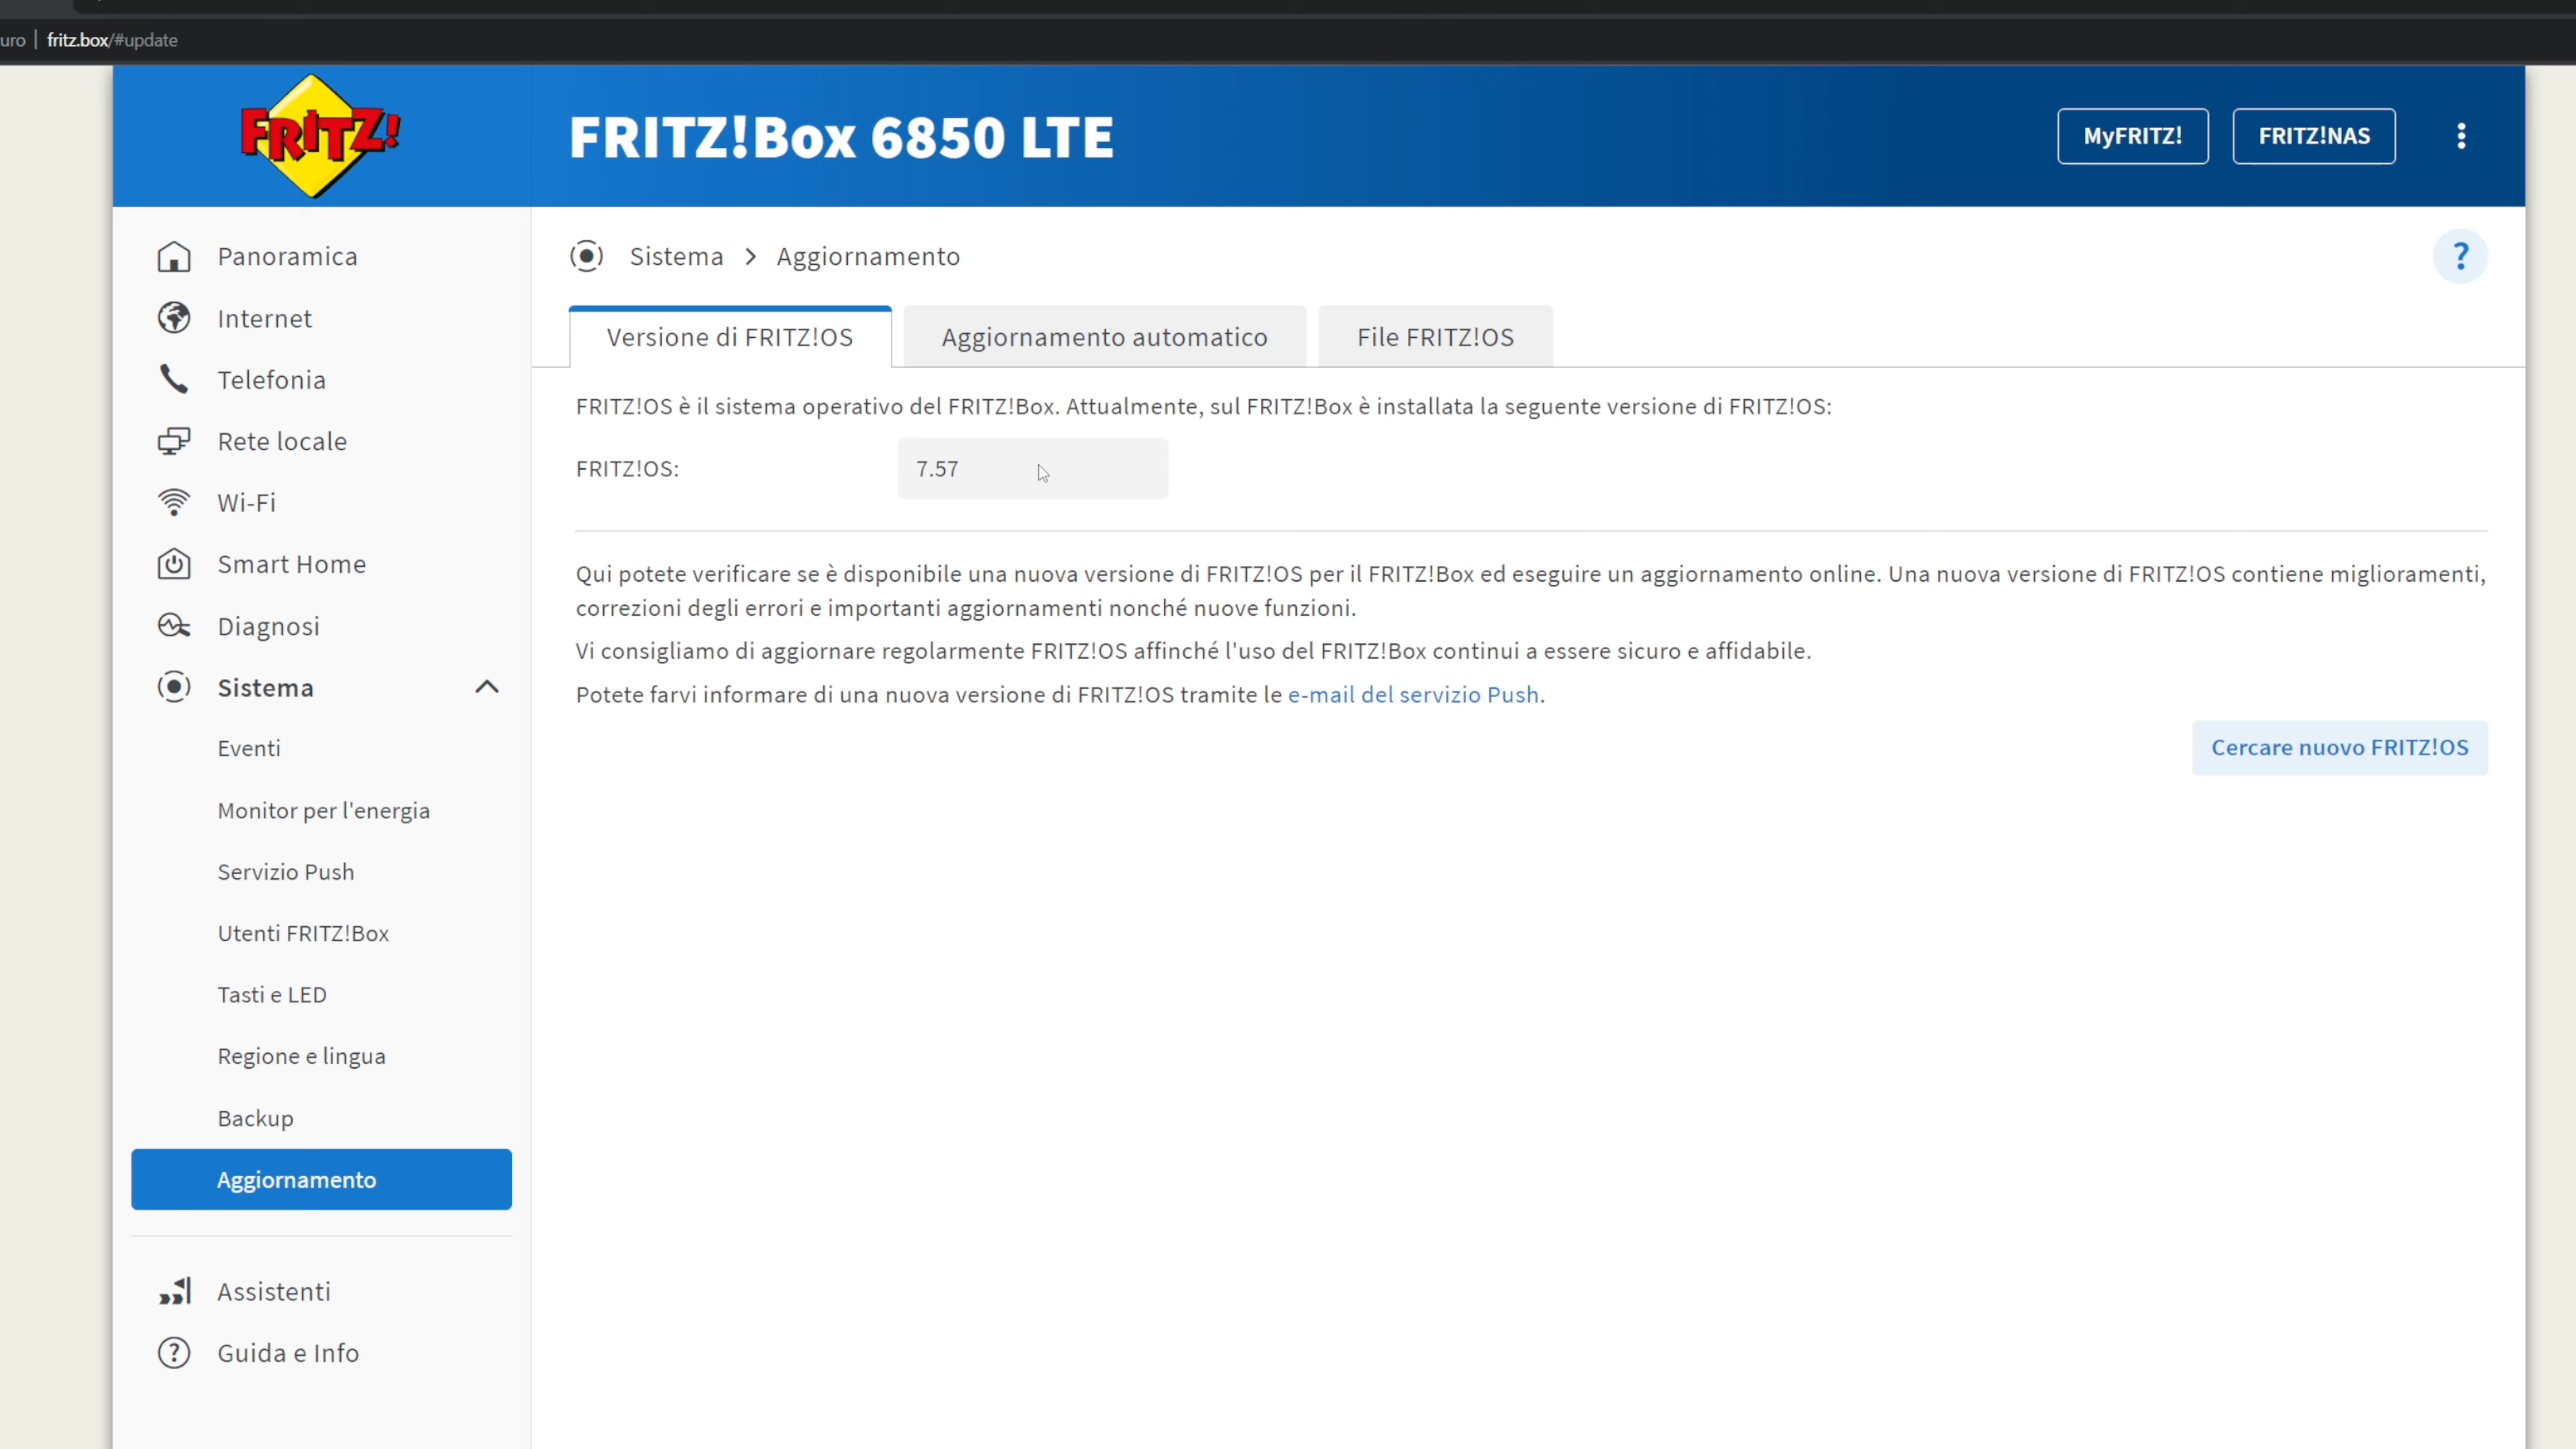 uro | fritz.box/#update
FRITZ!
FRITZ!Box 6850 LTE
MyFRITZ!
FRITZ!NAS
Panoramica
Internet
Telefonia
Rete locale
Wi-Fi
Smart Home
Diagnosi
Sistema
Eventi
Monitor per l'energia
Servizio Push
Utenti FRITZ!Box
Tasti e LED
Regione e lingua
Backup
Aggiornamento
Assistenti
Guida e Info
Sistema > Aggiornamento
?
Versione di FRITZ!OS
Aggiornamento automatico
File FRITZ!OS
FRITZ!OS è il sistema operativo del FRITZ!Box. Attualmente, sul FRITZ!Box è installata la seguente versione di FRITZ!OS:
FRITZ!OS: 7.57
Qui potete verificare se è disponibile una nuova versione di FRITZ!OS per il FRITZ!Box ed eseguire un aggiornamento online. Una nuova versione di FRITZ!OS contiene miglioramenti,
correzioni degli errori e importanti aggiornamenti nonché nuove funzioni.
Vi consigliamo di aggiornare regolarmente FRITZ!OS affinché l'uso del FRITZ!Box continui a essere sicuro e affidabile.
Potete farvi informare di una nuova versione di FRITZ!OS tramite le e-mail del servizio Push.
Cercare nuovo FRITZ!OS